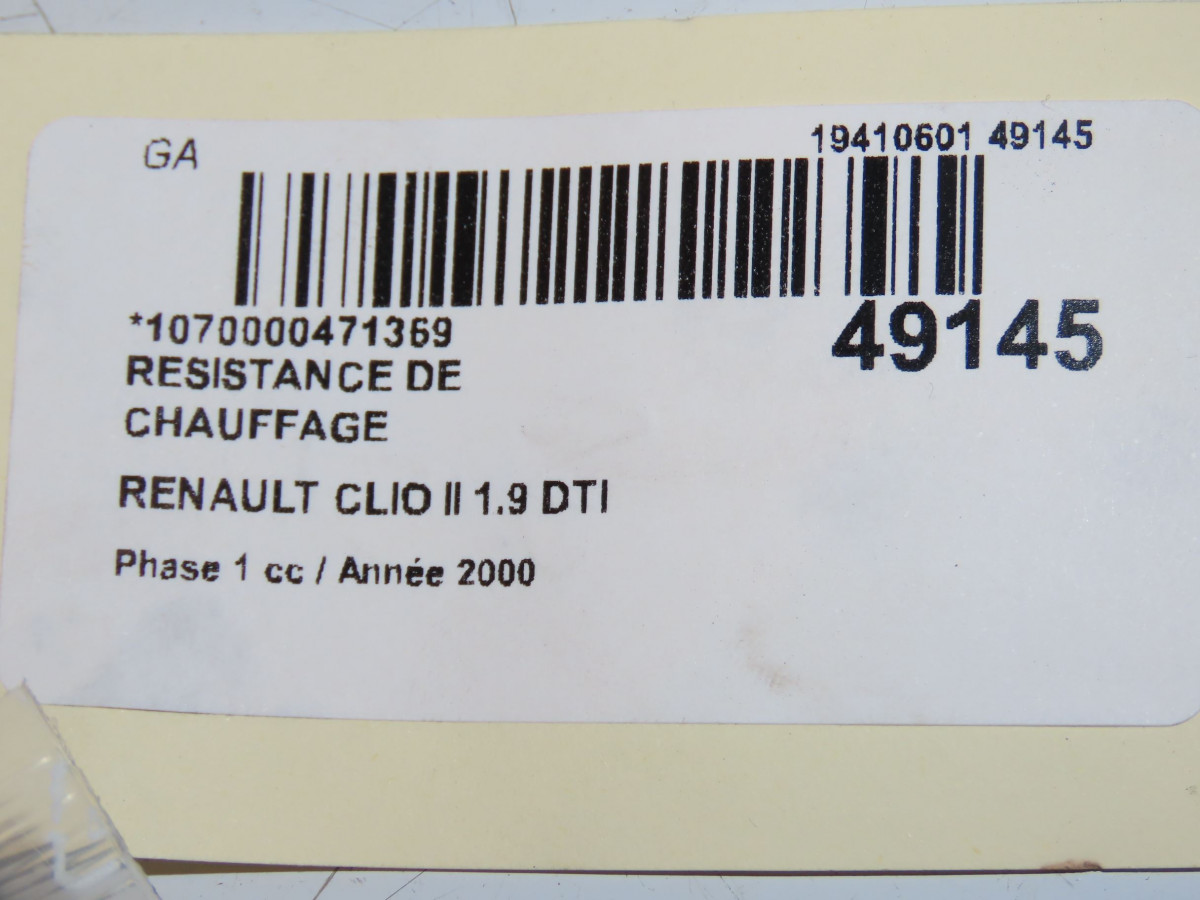 GA
19410601 49145
*1070000471369
49145
RESISTANCE DE
CHAUFFAGE
RENAULT CLIO II 1.9 DTI
Phase 1 cc / Année 2000